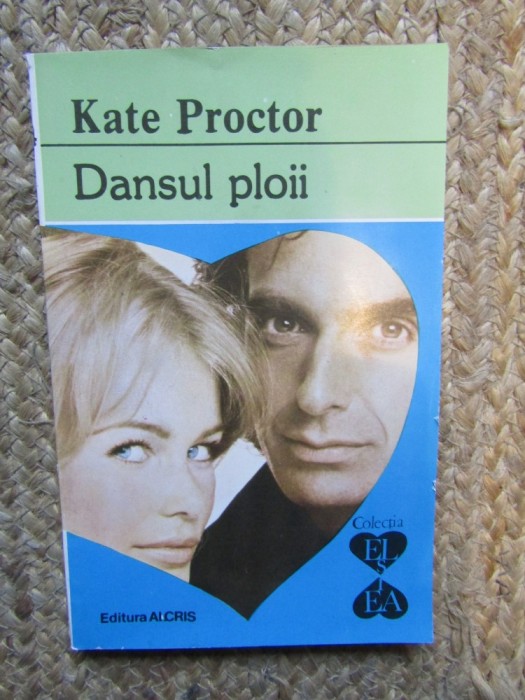 Kate Proctor
Dansul ploii
Colecția
EL
ȘI
EA
Editura ALCRIS